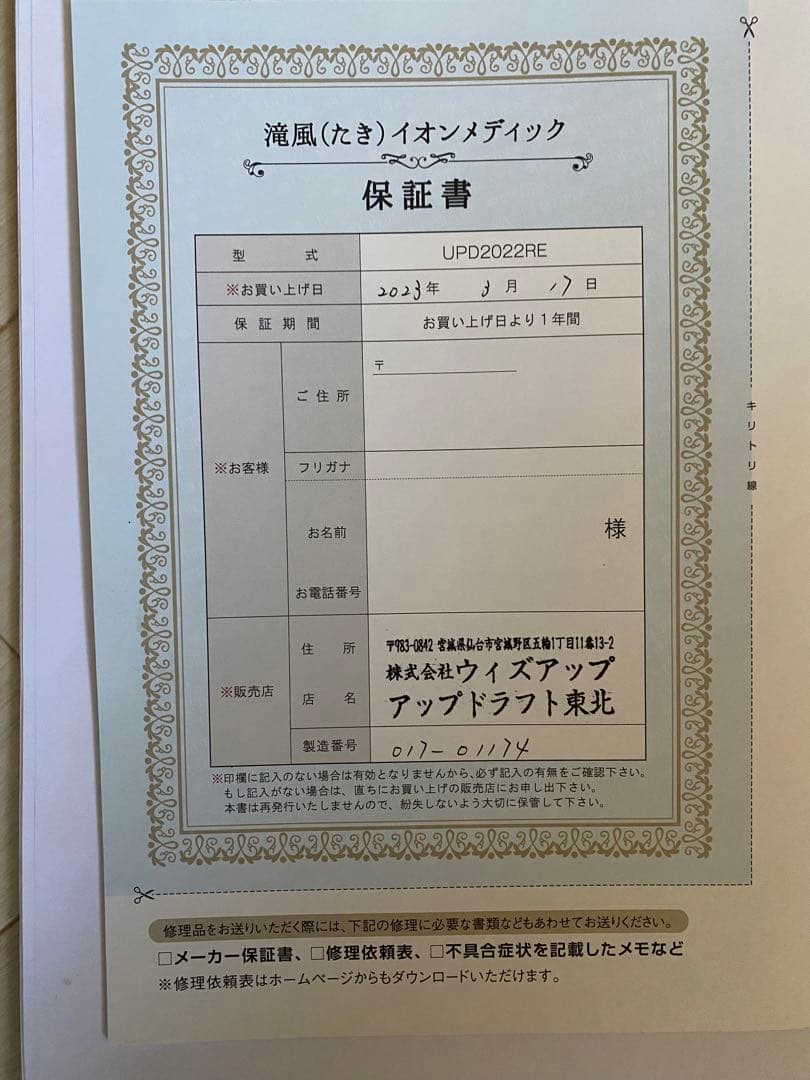 滝風(たき)イオンメディック
保証書
型式 UPD2022RE
※お買い上げ日 2023年 3月 17日
保証期間 お買い上げ日より1年間
※お客様
ご住所 〒
フリガナ
お名前 様
お電話番号
※販売店
住所 〒983-0842 宮城県仙台市宮城野区五輪1丁目11番13-2
株式会社ウィズアップ
店名 アップドラフト東北
製造番号 017-01174
※印欄に記入のない場合は有効となりませんから、必ず記入の有無をご確認下さい。
もし記入がない場合は、直ちにお買い上げの販売店にお申し出下さい。
本書は再発行いたしませんので、紛失しないよう大切に保管して下さい。
キリトリ線
修理品をお送りいただく際には、下記の修理に必要な書類などもあわせてお送りください。
□メーカー保証書、□修理依頼表、□不具合症状を記載したメモなど
※修理依頼表はホームページからもダウンロードいただけます。